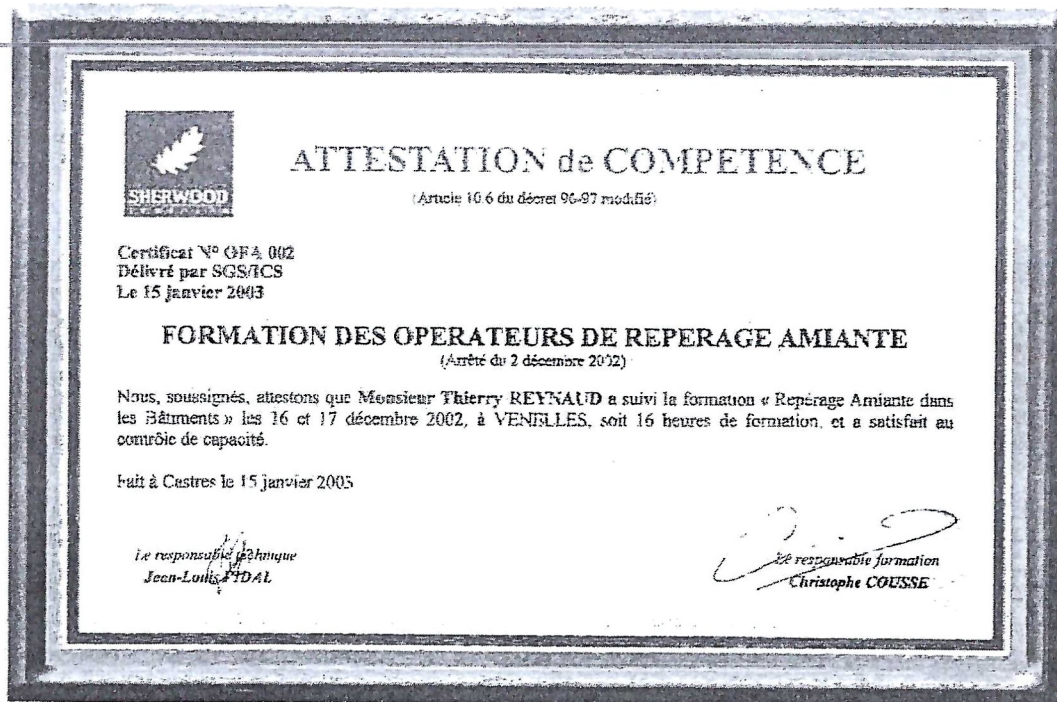 SHERWOOD
ATTESTATION de COMPETENCE
(Article 10.6 du décret 96-97 modifié)
Certificat N° OFA 002
Délivré par SGS/ICS
Le 15 janvier 2003
FORMATION DES OPERATEURS DE REPERAGE AMIANTE
(Arrêté du 2 décembre 2002)
Nous, soussignés, attestons que Monsieur Thierry REYNAUD a suivi la formation « Repérage Amiante dans
les Bâtiments » les 16 et 17 décembre 2002, à VENELLES, soit 16 heures de formation, et a satisfait au
contrôle de capacité.
Fait à Castres le 15 janvier 2003
Le responsable technique
Jean-Louis VIDAL
Le responsable formation
Christophe COUSSE